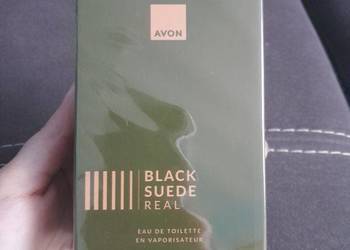 AVON
BLACK
SUEDE
REAL
EAU DE TOILETTE
EN VAPORISATEUR